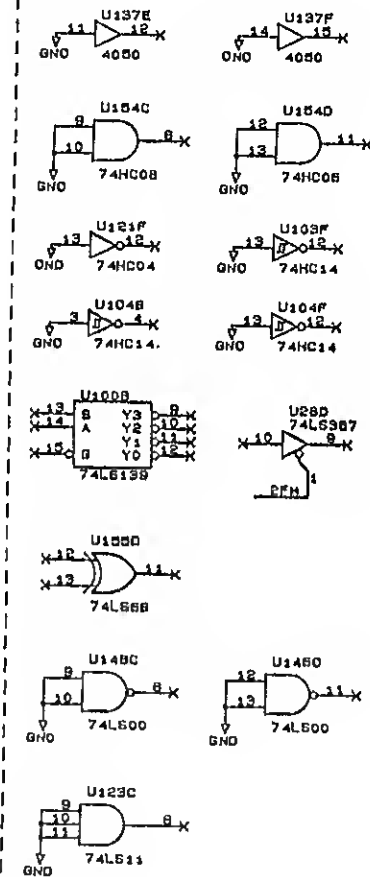 U137E
11 12
GND
4050
U137F
14 15
GND
4050
U154C
9
10
8
GND
74HC08
U154D
12
13
11
GND
74HC08
U121F
13 12
GND
74HC04
U103F
13 12
GND
74HC14
U104B
3 4
GND
74HC14.
U104F
13 12
GND
74HC14
U100B
13 B Y3 9
14 A Y2 10
Y1 11
15 G Y0 12
74LS139
U28D
74LS367
10 9
1
U155D
12
13
11
U148C
9
10
8
GND
74LS00
12
13
11
GND
74LS00
U123C
9
10
11
8
GND
74LS11